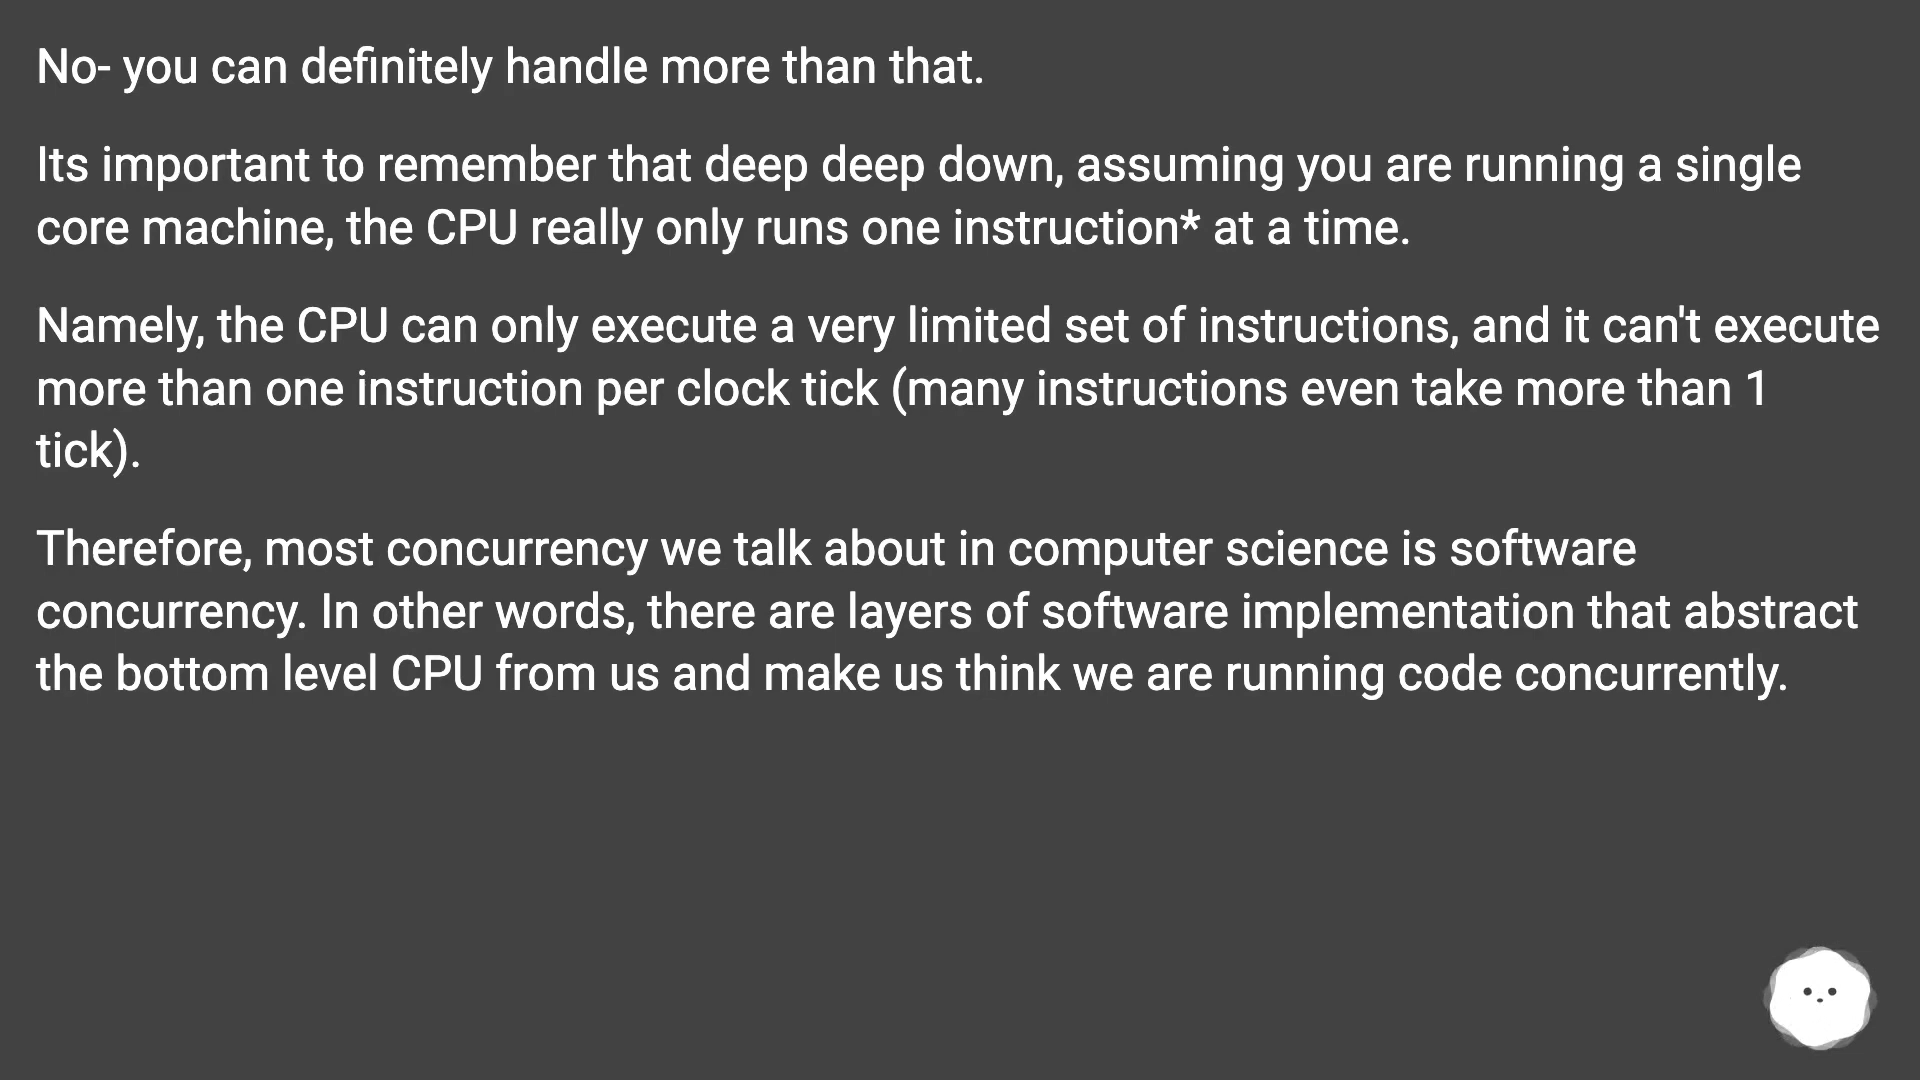 No- you can definitely handle more than that.
Its important to remember that deep deep down, assuming you are running a single
core machine, the CPU really only runs one instruction* at a time.
Namely, the CPU can only execute a very limited set of instructions, and it can't execute
more than one instruction per clock tick (many instructions even take more than 1
tick).
Therefore, most concurrency we talk about in computer science is software
concurrency. In other words, there are layers of software implementation that abstract
the bottom level CPU from us and make us think we are running code concurrently.